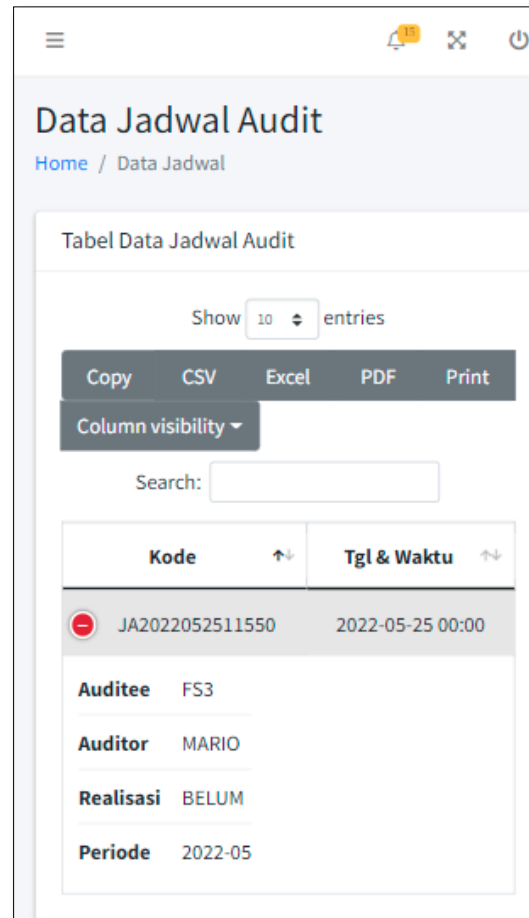 15
Data Jadwal Audit
Home / Data Jadwal
Tabel Data Jadwal Audit
Show 10 entries
Copy CSV Excel PDF Print
Column visibility
Search:
Kode Tgl & Waktu
JA2022052511550 2022-05-25 00:00
Auditee FS3
Auditor MARIO
Realisasi BELUM
Periode 2022-05